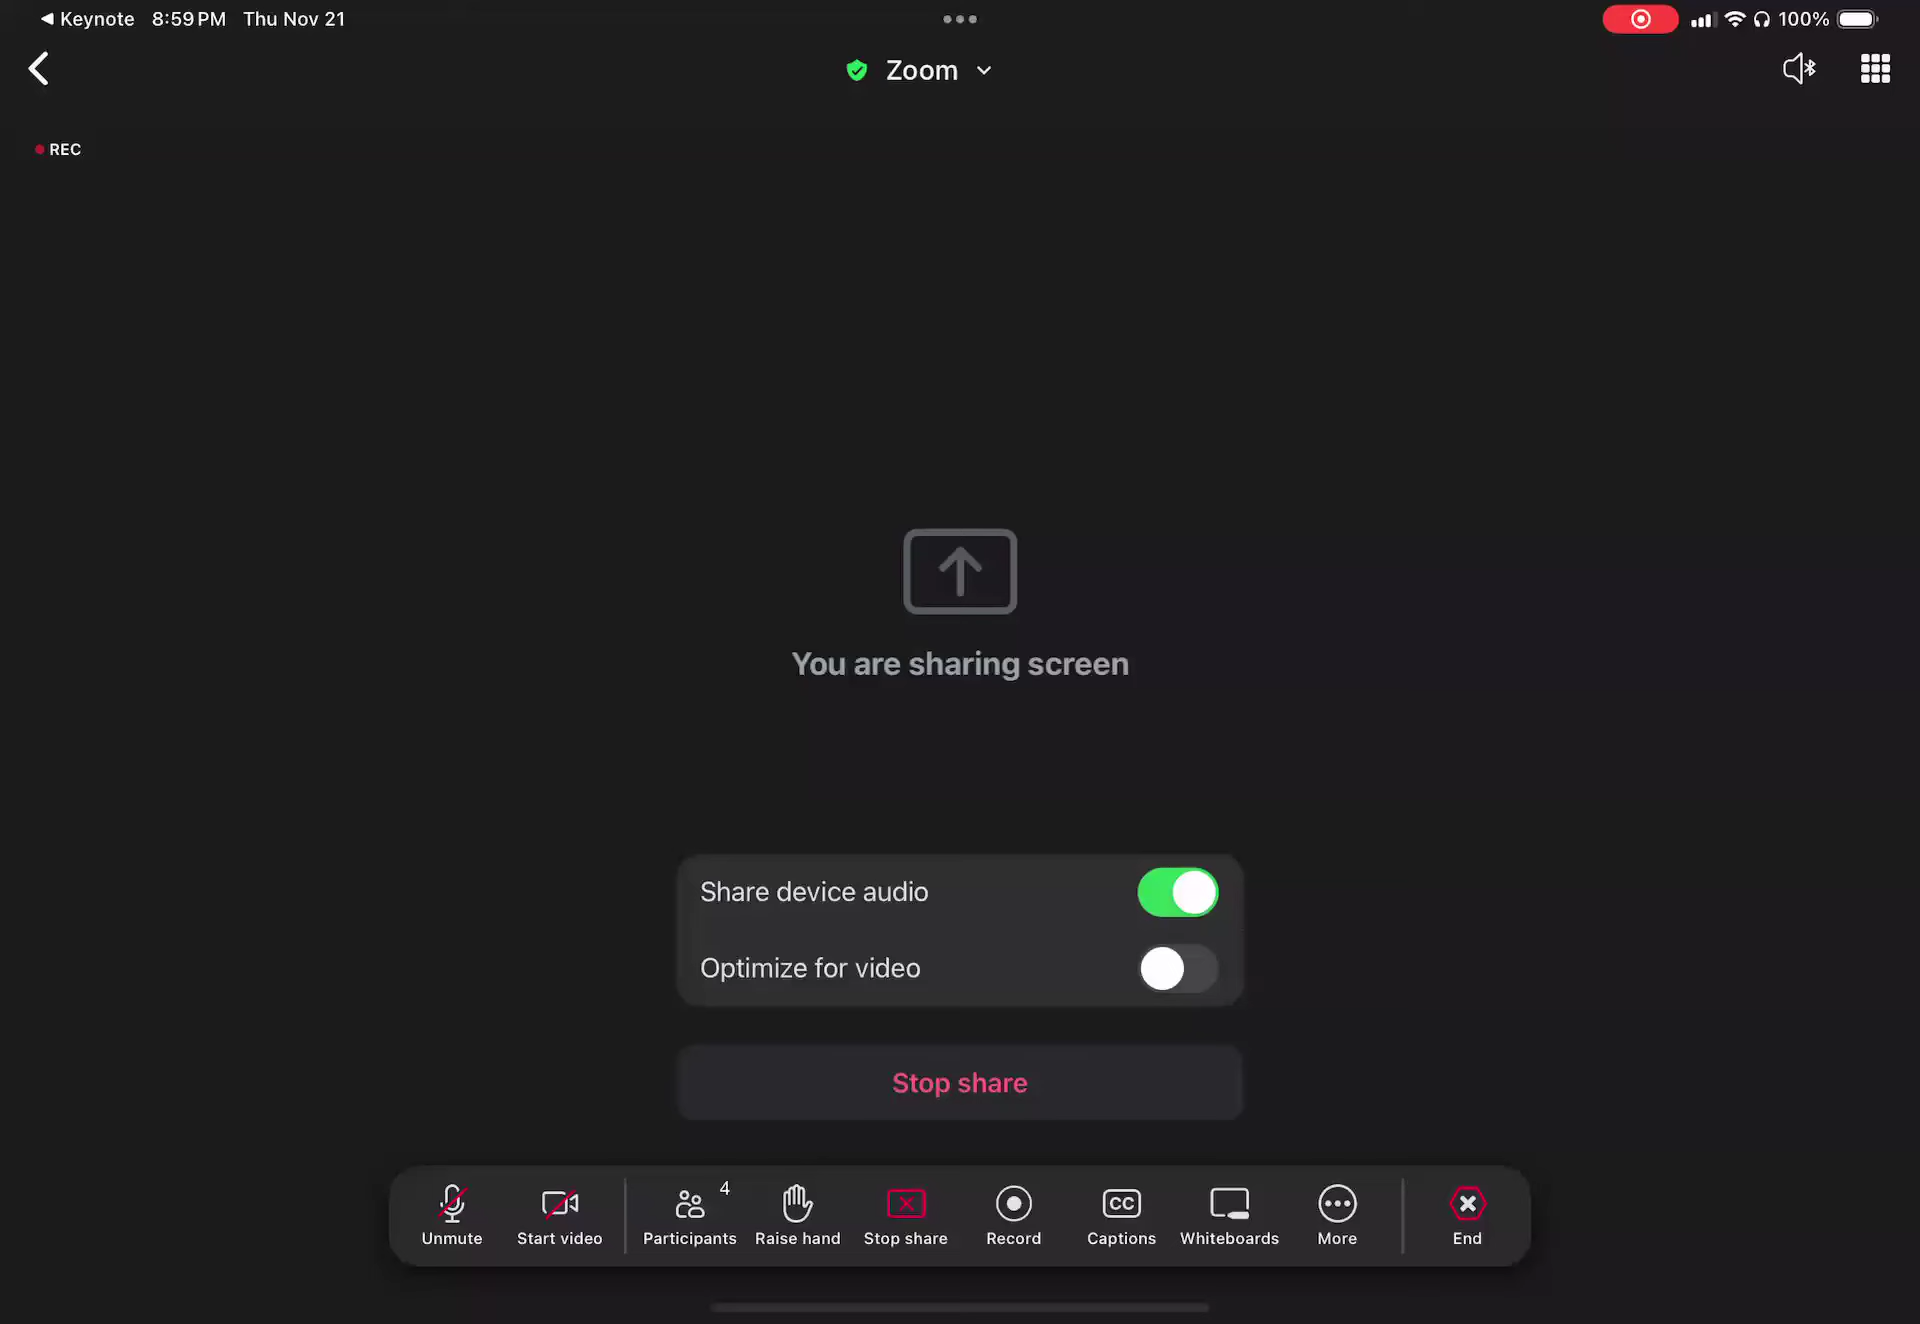 ◀ Keynote 8:59 PM Thu Nov 21
100%
Zoom
REC
You are sharing screen
Share device audio
Optimize for video
Stop share
4
CC
Unmute Start video Participants Raise hand Stop share Record Captions Whiteboards More End